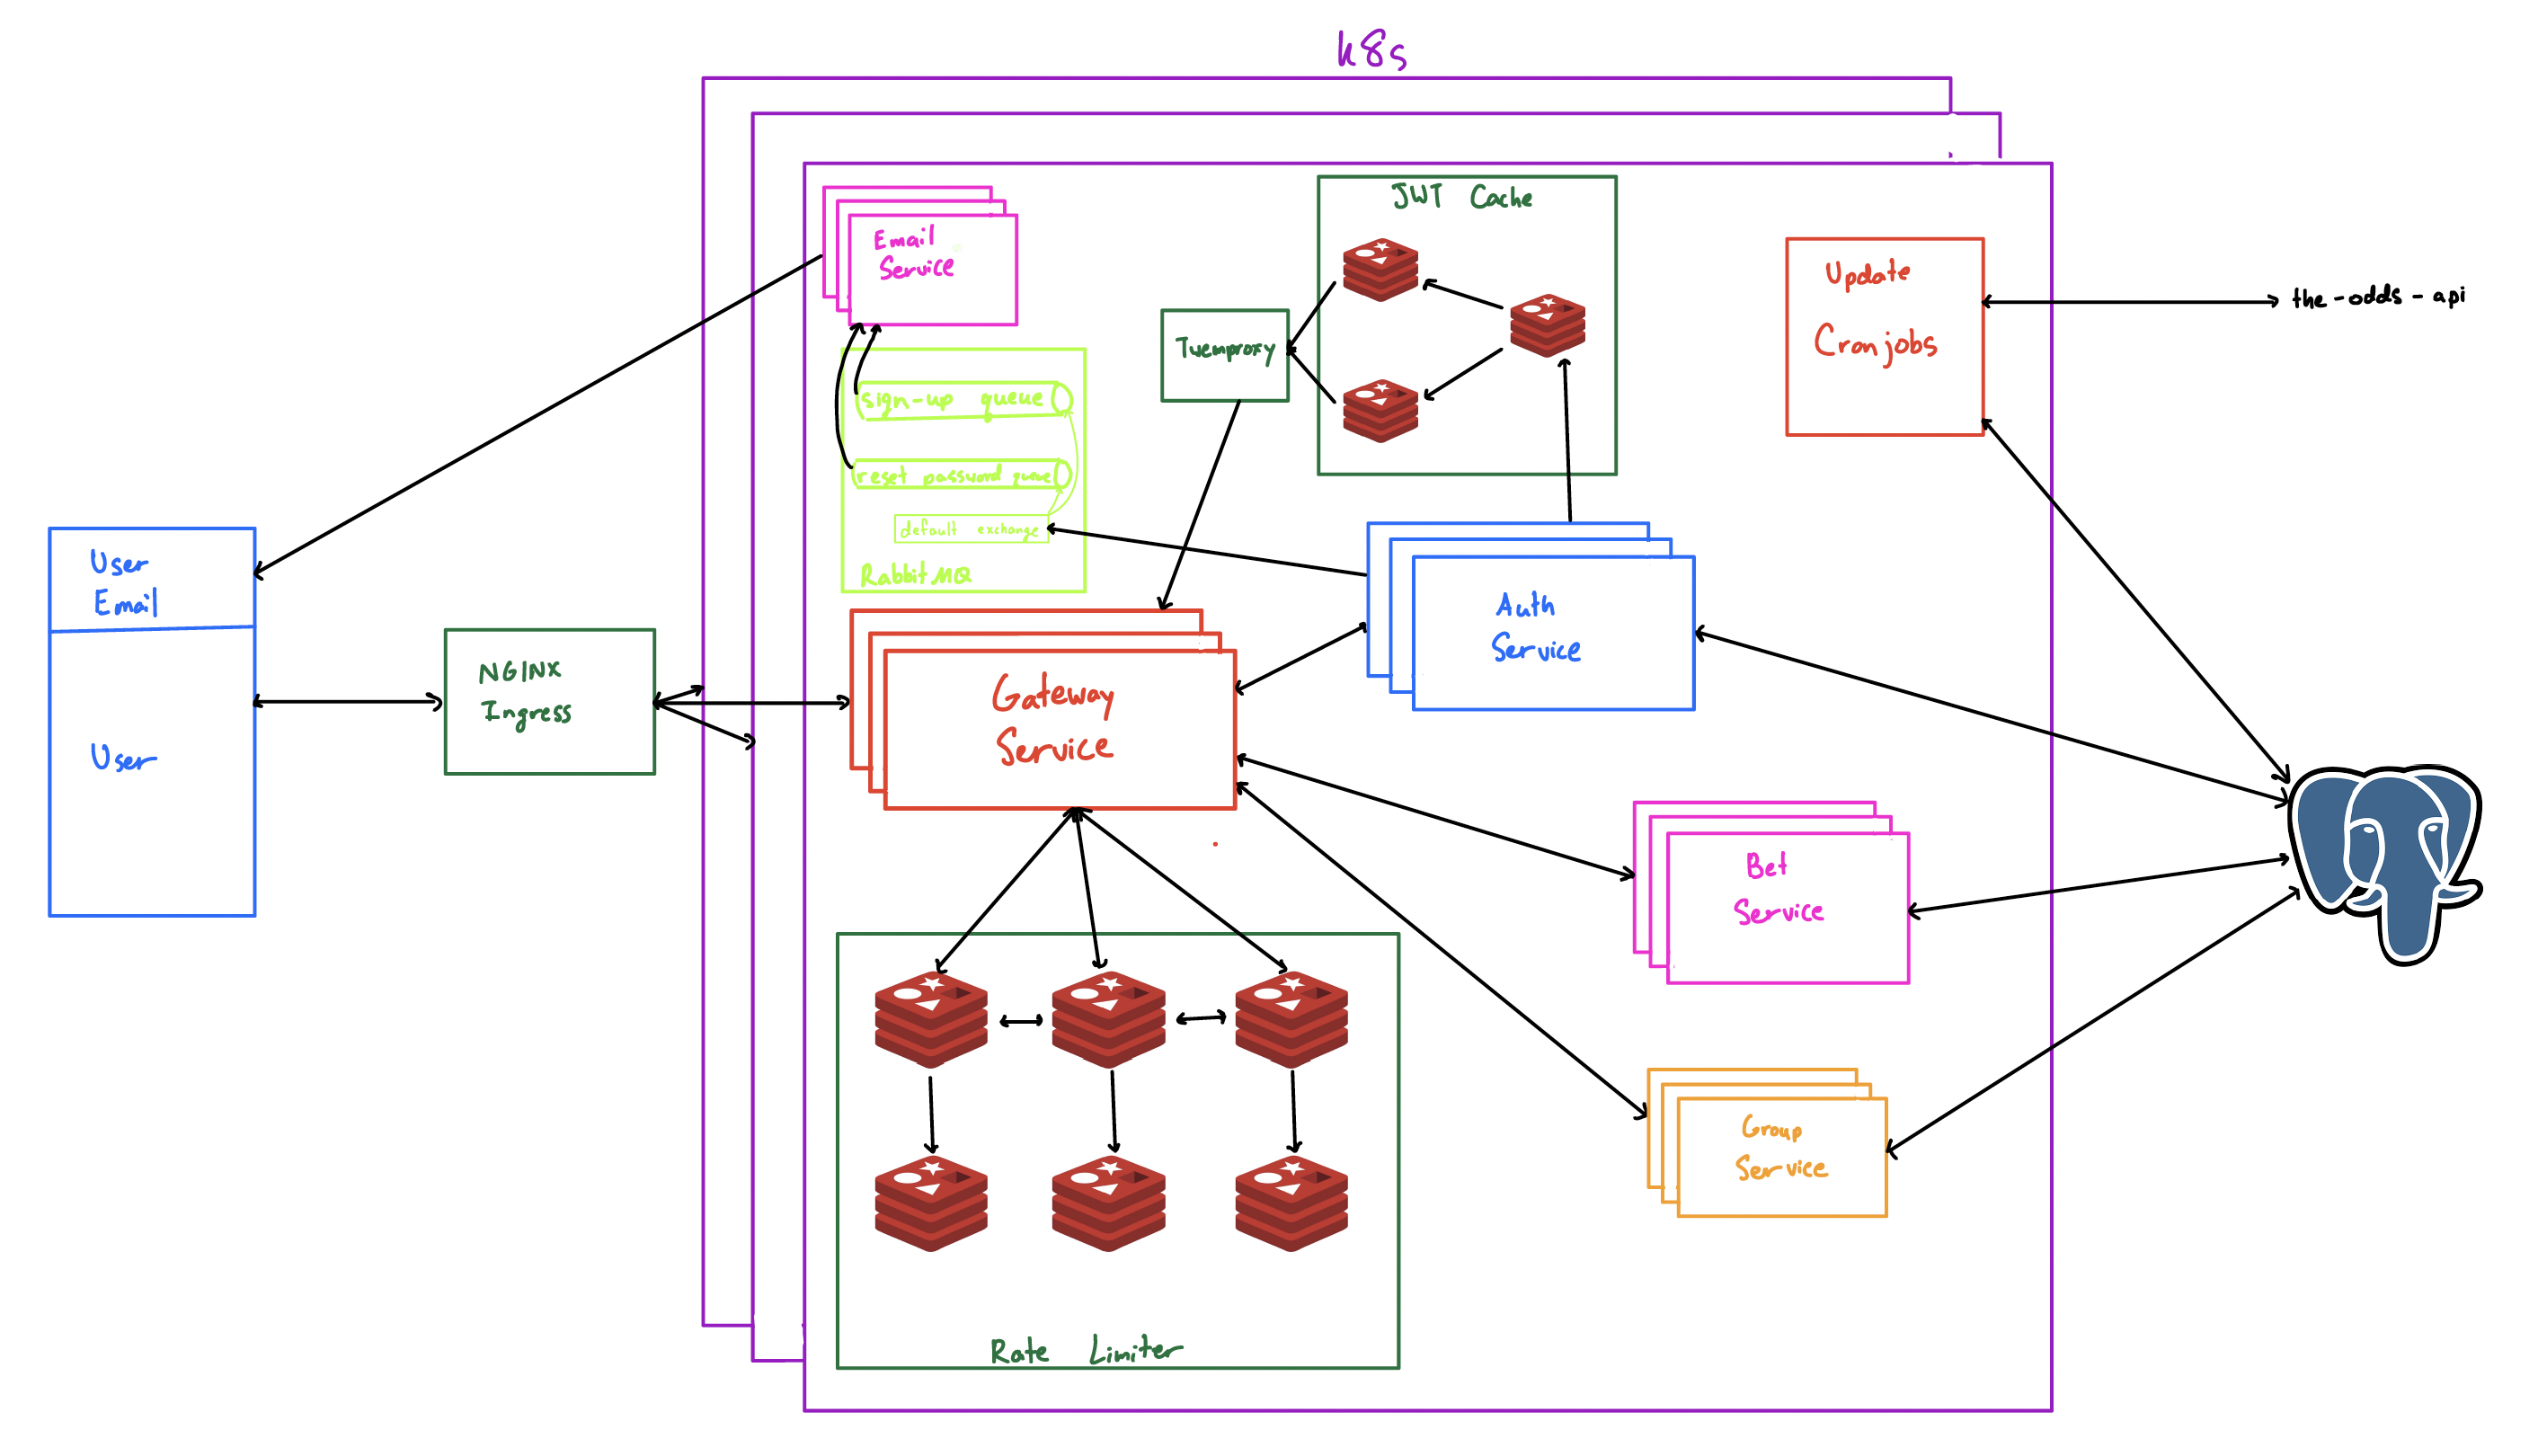 k8s
JWT Cache
Email
Service
Update
Cronjobs
the-odds-api
Twemproxy
sign-up queue
reset password queue
default exchange
RabbitMQ
User
Email
Auth
Service
NGINX
Ingress
Gateway
Service
User
Bet
Service
Group
Service
Rate Limiter